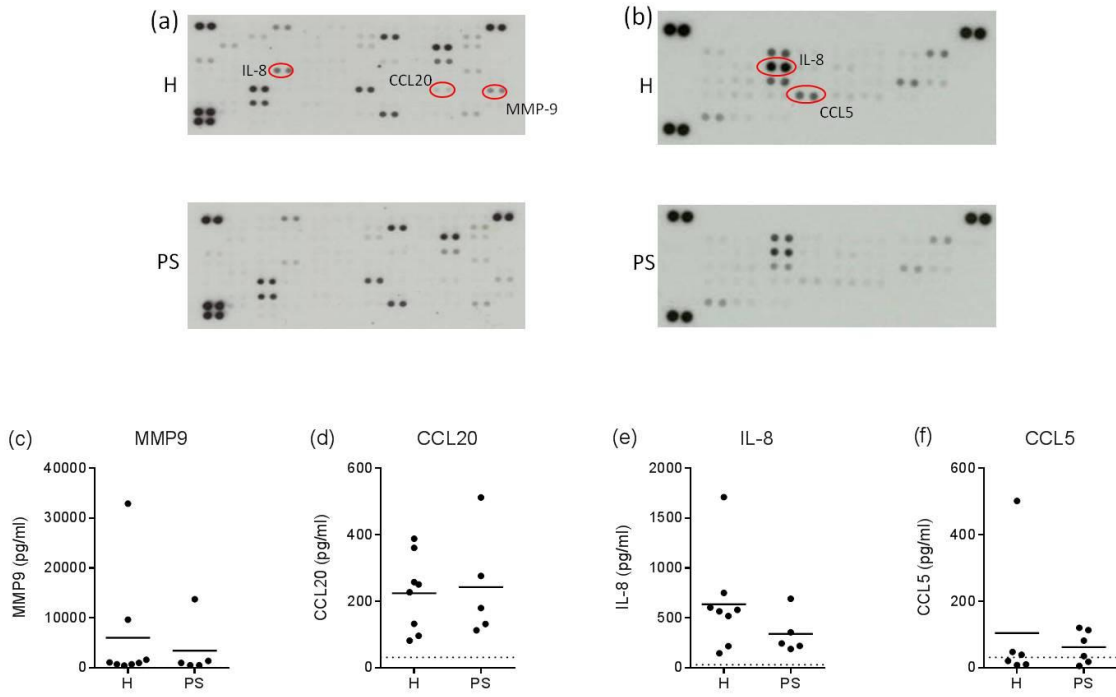 (a)
H
IL-8
CCL20
MMP-9
PS
(b)
H
IL-8
CCL5
PS
(c)
MMP9
MMP9 (pg/ml)
40000
30000
20000
10000
0
H PS
(d)
CCL20
CCL20 (pg/ml)
600
400
200
0
H PS
(e)
IL-8
IL-8 (pg/ml)
2000
1500
1000
500
0
H PS
(f)
CCL5
CCL5 (pg/ml)
600
400
200
0
H PS